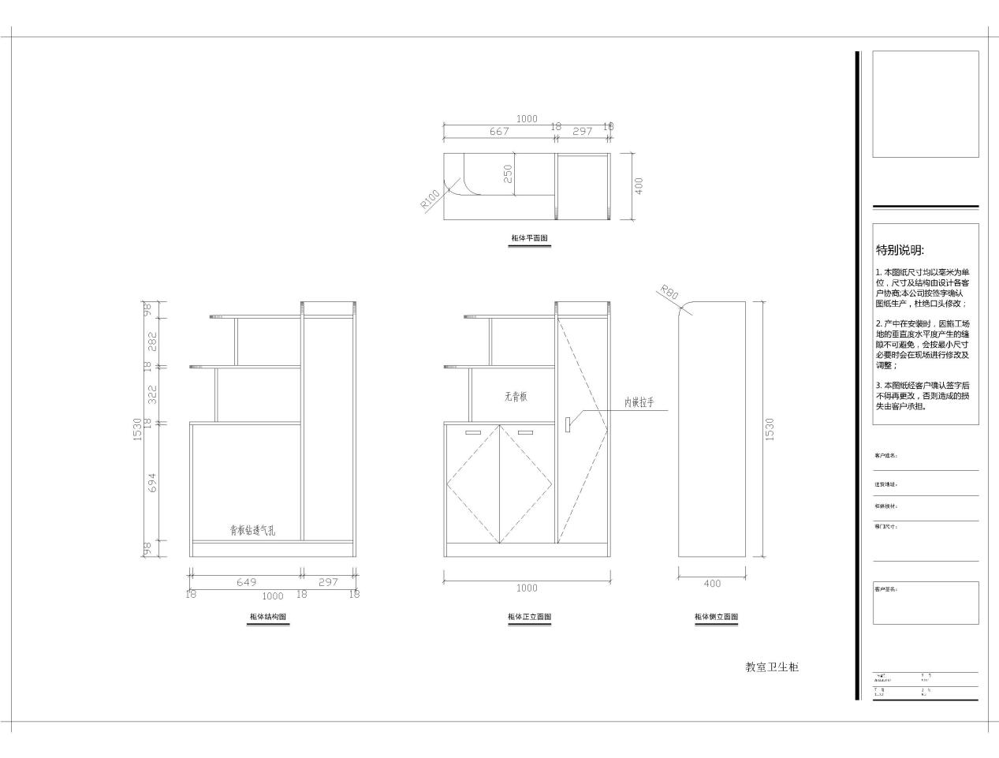 1000
18
18
667
297
250
400
R100
柜体平面图
98
282
18
322
18
1530
694
98
背板钻透气孔
649
297
18
1000
18
18
柜体结构图
无背板
内嵌拉手
1000
柜体正立面图
R80
1530
400
柜体侧立面图
教室卫生柜
特别说明:
1. 本图纸尺寸均以毫米为单
位，尺寸及结构由设计各客
户协商;本公司按签字确认
图纸生产，杜绝口头修改；
2. 产中在安装时，因施工场
地的垂直度水平度产生的缝
隙不可避免，会按最小尺寸
必要时会在现场进行修改及
调整；
3. 本图纸经客户确认签字后
不得再更改，否则造成的损
失由客户承担。
客户姓名:
送货地址:
柜体模材:
移门尺寸:
客户签名: